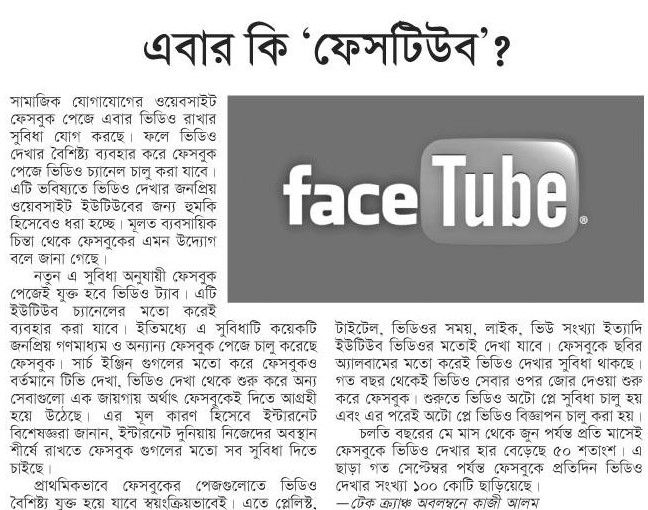 এবার কি ‘ফেসটিউব’?
সামাজিক যোগাযোগের ওয়েবসাইট
ফেসবুক পেজে এবার ভিডিও রাখার
সুবিধা যোগ করছে। ফলে ভিডিও
দেখার বৈশিষ্ট্য ব্যবহার করে ফেসবুক
পেজে ভিডিও চ্যানেল চালু করা যাবে।
এটি ভবিষ্যতে ভিডিও দেখার জনপ্রিয়
ওয়েবসাইট ইউটিউবের জন্য হুমকি
হিসেবেও ধরা হচ্ছে। মূলত ব্যবসায়িক
চিন্তা থেকে ফেসবুকের এমন উদ্যোগ
বলে জানা গেছে।
নতুন এ সুবিধা অনুযায়ী ফেসবুক
পেজেই যুক্ত হবে ভিডিও ট্যাব। এটি
ইউটিউব চ্যানেলের মতো করেই
ব্যবহার করা যাবে। ইতিমধ্যে এ সুবিধাটি কয়েকটি
জনপ্রিয় গণমাধ্যম ও অন্যান্য ফেসবুক পেজে চালু করেছে
ফেসবুক। সার্চ ইঞ্জিন গুগলের মতো করে ফেসবুকও
বর্তমানে টিভি দেখা, ভিডিও দেখা থেকে শুরু করে অন্য
সেবাগুলো এক জায়গায় অর্থাৎ ফেসবুকেই দিতে আগ্রহী
হয়ে উঠেছে। এর মূল কারণ হিসেবে ইন্টারনেট
বিশেষজ্ঞরা জানান, ইন্টারনেট দুনিয়ায় নিজেদের অবস্থান
শীর্ষে রাখতে ফেসবুক গুগলের মতো সব সুবিধা দিতে
চাইছে।
প্রাথমিকভাবে ফেসবুকের পেজগুলোতে ভিডিও
বৈশিষ্ট্য যুক্ত হয়ে যাবে স্বয়ংক্রিয়ভাবেই। এতে প্লেলিস্ট,
face Tube®
টাইটেল, ভিডিওর সময়, লাইক, ভিউ সংখ্যা ইত্যাদি
ইউটিউব ভিডিওর মতোই দেখা যাবে। ফেসবুকে ছবির
অ্যালবামের মতো করেই ভিডিও দেখার সুবিধা থাকছে।
গত বছর থেকেই ভিডিও সেবার ওপর জোর দেওয়া শুরু
করে ফেসবুক। শুরুতে ভিডিও অটো প্লে সুবিধা চালু হয়
এবং এর পরেই অটো প্লে ভিডিও বিজ্ঞাপন চালু করা হয়।
চলতি বছরের মে মাস থেকে জুন পর্যন্ত প্রতি মাসেই
ফেসবুকে ভিডিও দেখার হার বেড়েছে ৫০ শতাংশ। এ
ছাড়া গত সেপ্টেম্বর পর্যন্ত ফেসবুকে প্রতিদিন ভিডিও
দেখার সংখ্যা ১০০ কোটি ছাড়িয়েছে।
—টেক ক্র্যাঞ্চ অবলম্বনে কাজী আলম